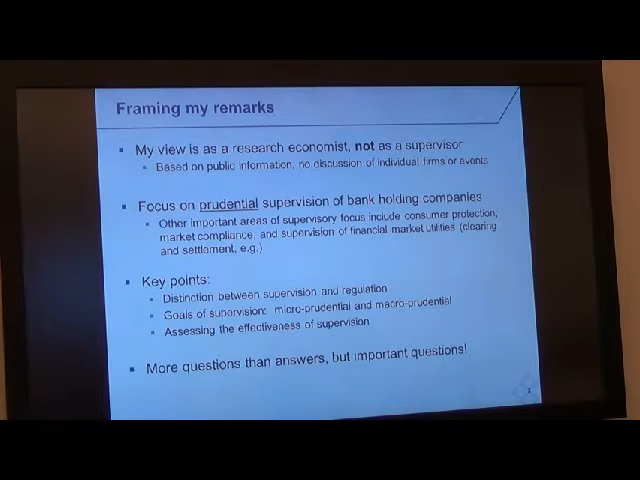 Framing my remarks
My view is as a research economist, not as a supervisor
Based on public information, no discussion of individual firms or events
Focus on prudential supervision of bank holding companies
Other important areas of supervisory focus include consumer protection,
market compliance, and supervision of financial market utilities (clearing
and settlement, e.g.)
Key points:
Distinction between supervision and regulation
Goals of supervision: micro-prudential and macro-prudential
Assessing the effectiveness of supervision
More questions than answers, but important questions!
2